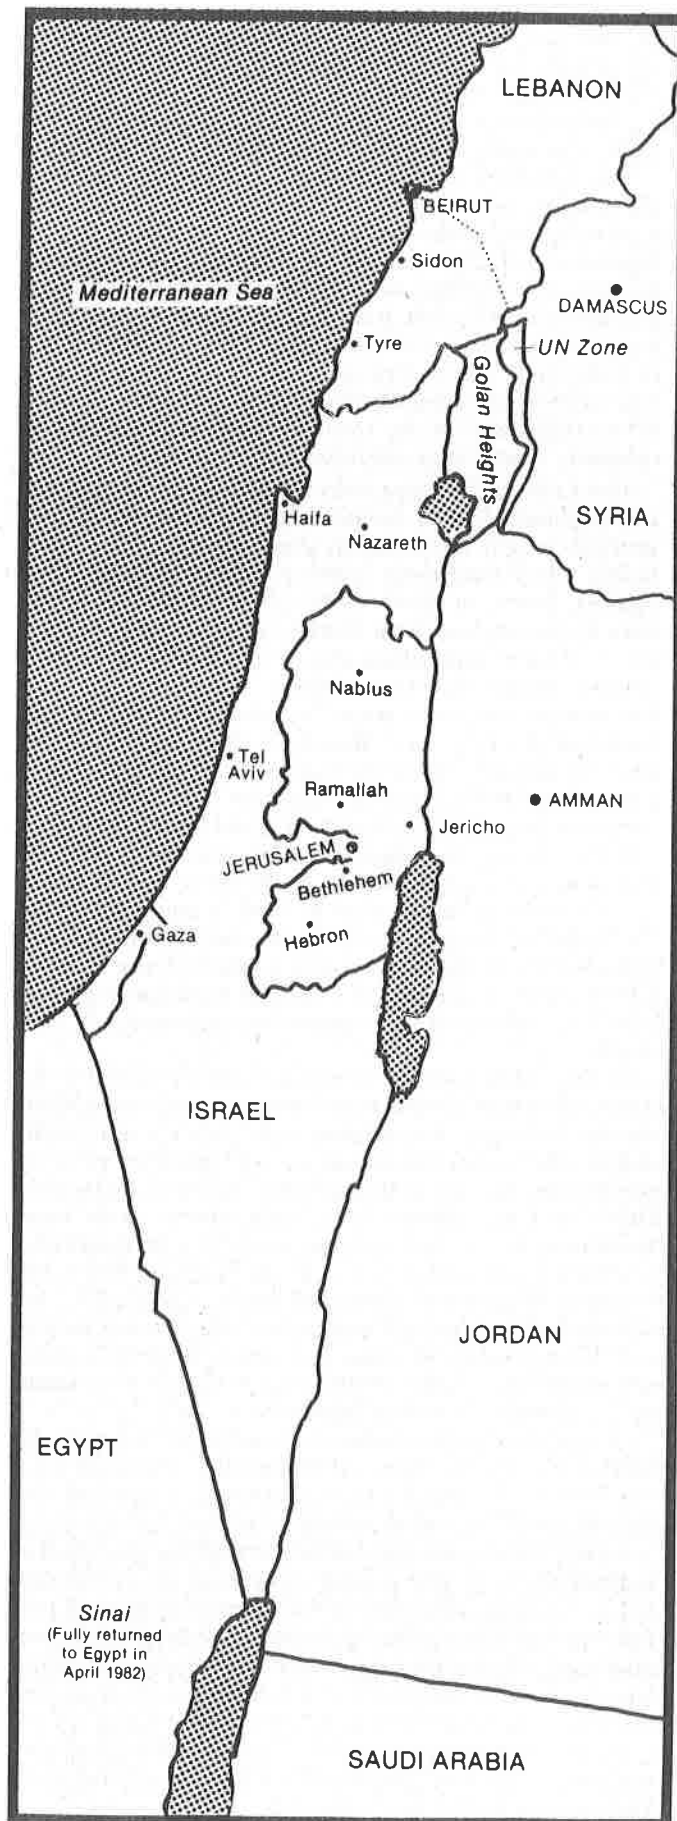 LEBANON
BEIRUT
Sidon
Mediterranean Sea
DAMASCUS
Tyre
UN Zone
Golan Heights
Haifa
SYRIA
Nazareth
Nablus
Tel
Aviv
Ramallah
AMMAN
Jericho
JERUSALEM
Bethlehem
Gaza
Hebron
ISRAEL
JORDAN
EGYPT
Sinai
(Fully returned
to Egypt in
April 1982)
SAUDI ARABIA